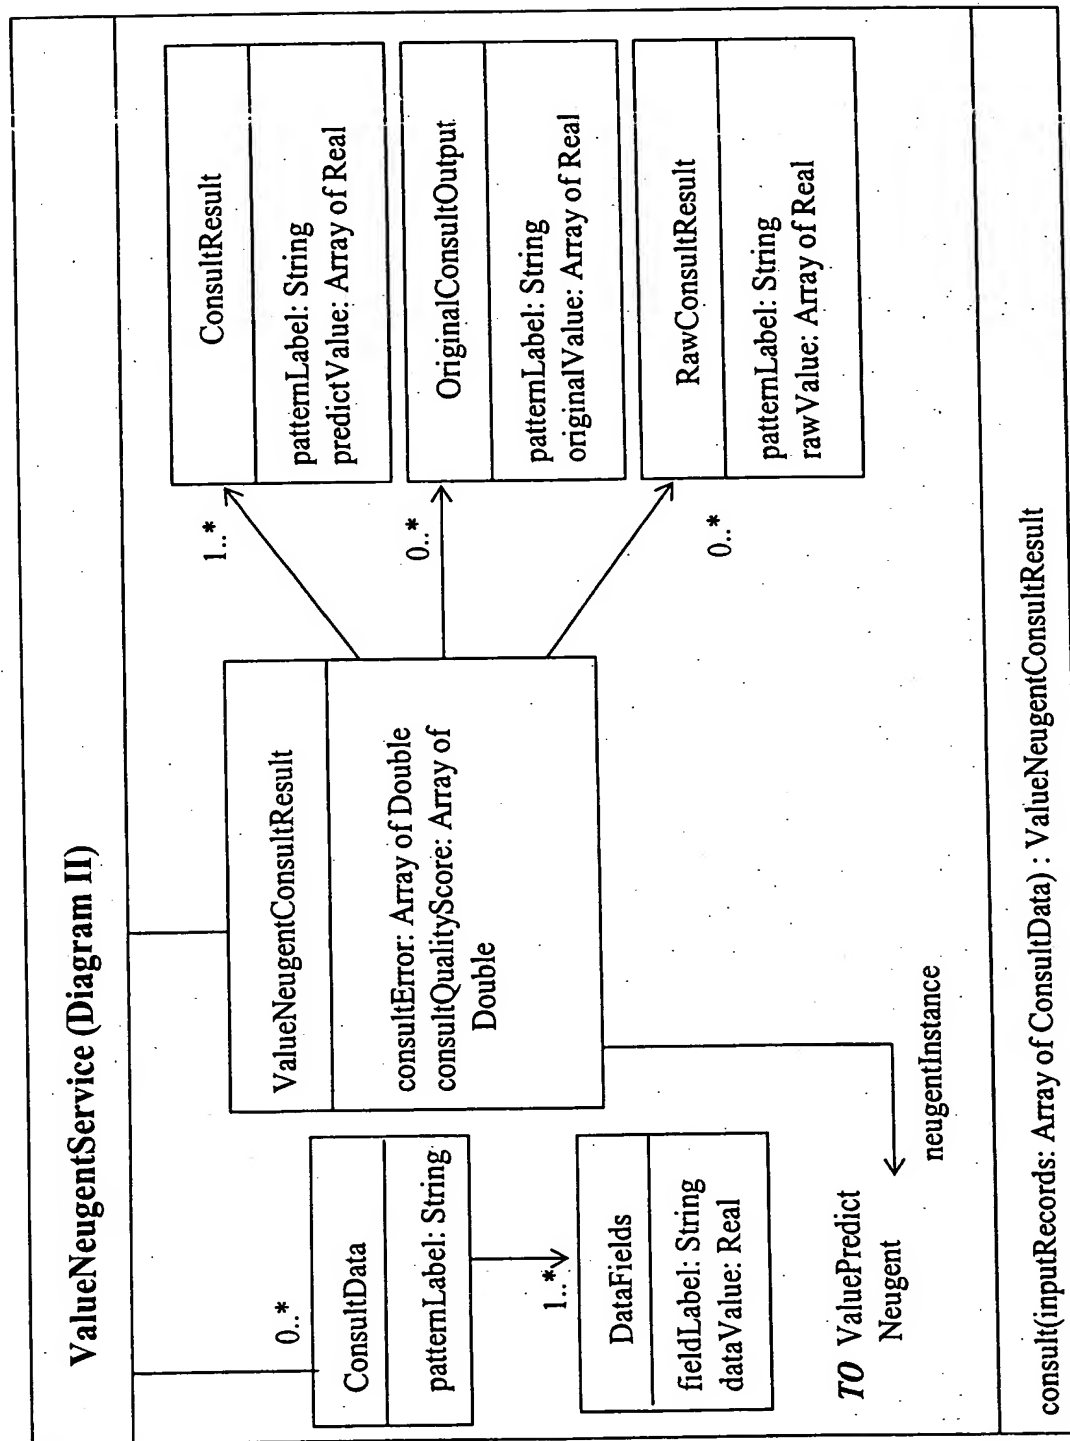 ValueNeugentService (Diagram II)
0..*
ConsultData
patternLabel: String
1..*
DataFields
fieldLabel: String
dataValue: Real
TO ValuePredict
Neugent
neugentInstance
ValueNeugentConsultResult
consultError: Array of Double
consultQualityScore: Array of
Double
1..*
ConsultResult
patternLabel: String
predictValue: Array of Real
0..*
OriginalConsultOutput
patternLabel: String
originalValue: Array of Real
0..*
RawConsultResult
patternLabel: String
rawValue: Array of Real
consult(inputRecords: Array of ConsultData) : ValueNeugentConsultResult